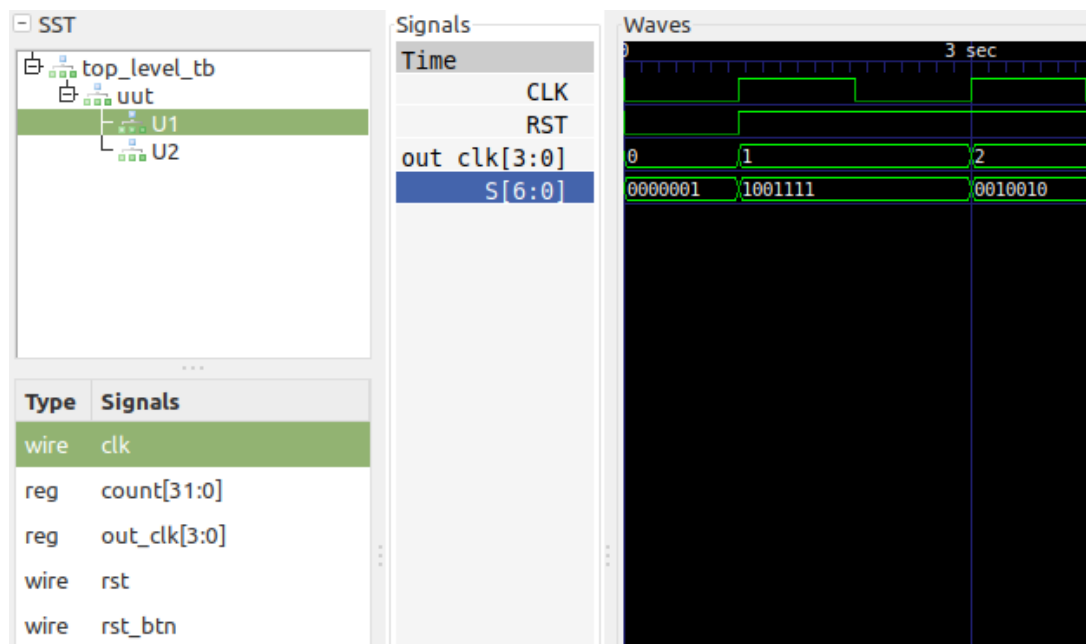 SST
top_level_tb
uut
U1
U2
Type Signals
wire clk
reg count[31:0]
reg out_clk[3:0]
wire rst
wire rst_btn
Signals
Time
CLK
RST
out clk[3:0]
S[6:0]
Waves
0 3 sec
0 1 2
0000001 1001111 0010010